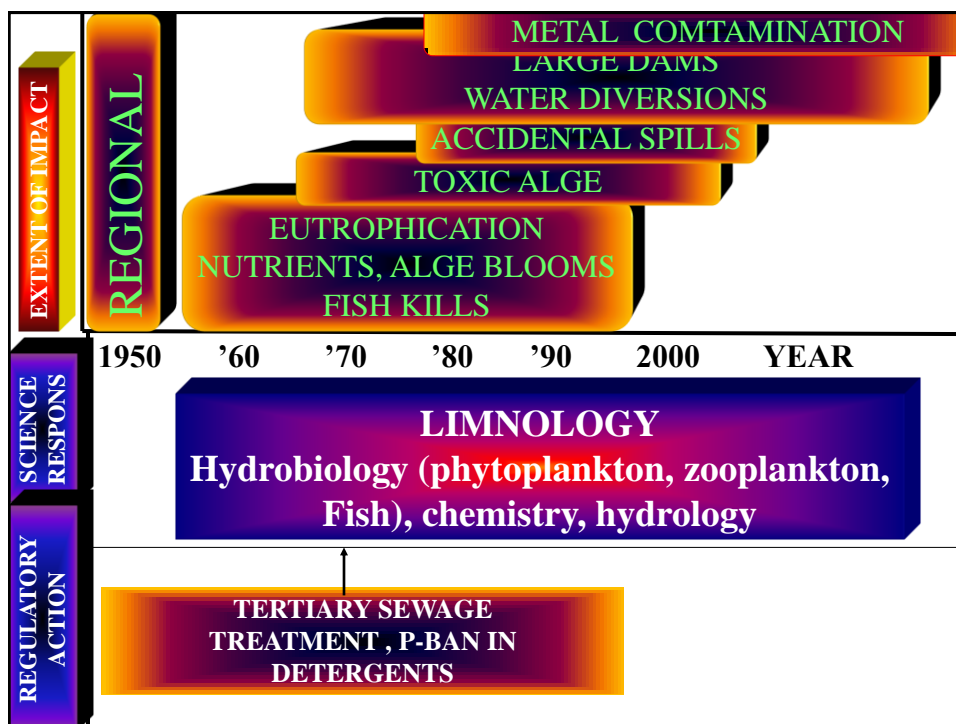 EXTENT OF IMPACT
REGIONAL
METAL COMTAMINATION
LARGE DAMS
WATER DIVERSIONS
ACCIDENTAL SPILLS
TOXIC ALGE
EUTROPHICATION
NUTRIENTS, ALGE BLOOMS
FISH KILLS
1950 ’60 ’70 ’80 ’90 2000 YEAR
SCIENCE
RESPONS
LIMNOLOGY
Hydrobiology (phytoplankton, zooplankton,
Fish), chemistry, hydrology
REGULATORY
ACTION
TERTIARY SEWAGE
TREATMENT , P-BAN IN
DETERGENTS